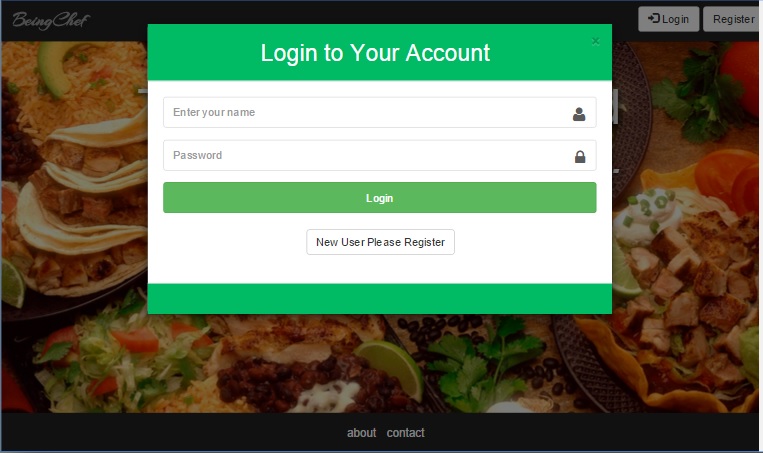 BeingChef
Login
Register
×
Login to Your Account
Enter your name
Password
Login
New User Please Register
about contact